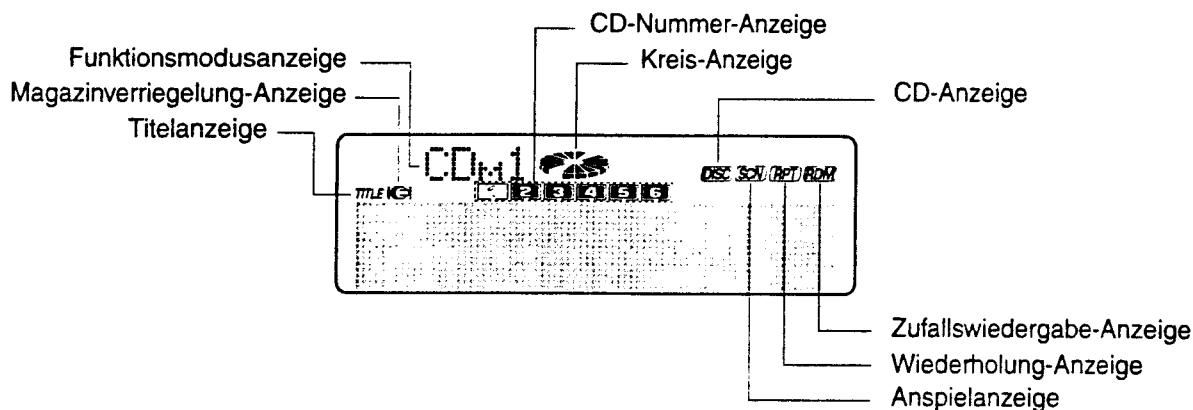 CD-Nummer-Anzeige
Funktionsmodusanzeige
Kreis-Anzeige
Magazinverriegelung-Anzeige
CD-Anzeige
Titelanzeige
CDM1
DISC SCN RPT RDM
TITLE
1 2 3 4 5 6
Zufallswiedergabe-Anzeige
Wiederholung-Anzeige
Anspielanzeige